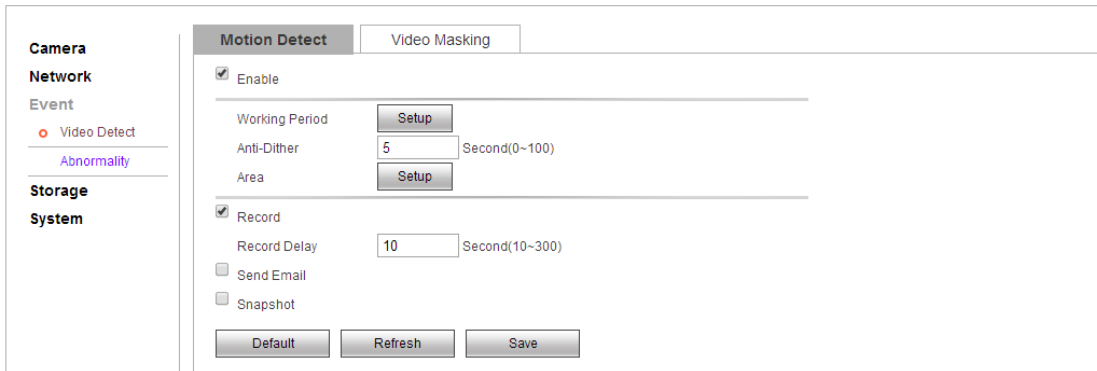 Camera
Network
Event
Video Detect
Abnormality
Storage
System
Motion Detect Video Masking
Enable
Working Period Setup
Anti-Dither 5 Second(0~100)
Area Setup
Record
Record Delay 10 Second(10~300)
Send Email
Snapshot
Default Refresh Save